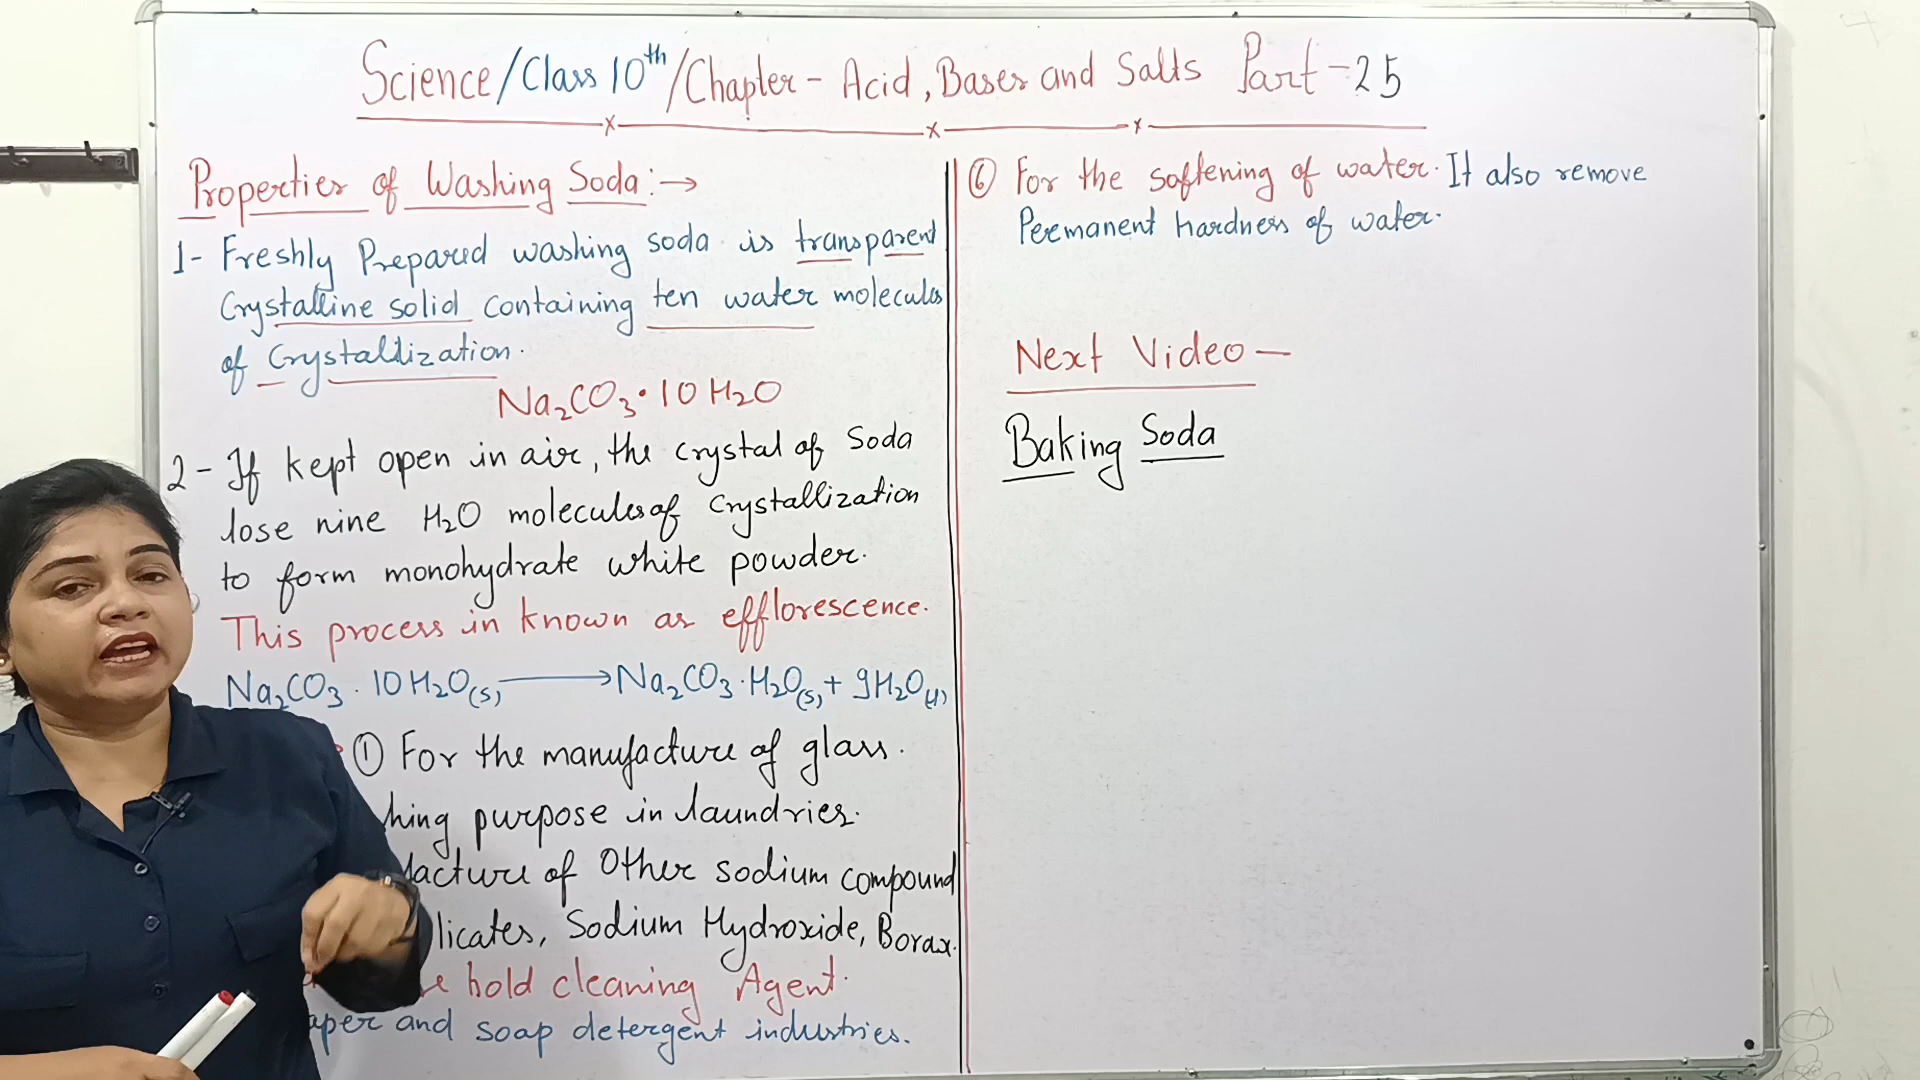 Science/Class 10th/Chapter - Acid, Bases and Salts Part - 25
Properties of Washing Soda:→
1- Freshly Prepared washing soda is transparent
Crystalline solid containing ten water molecules
of Crystallization.
Na₂CO₃·10H₂O
2- If kept open in air, the crystal of Soda
lose nine H₂O molecules of Crystallization
to form monohydrate white powder.
This process in known as efflorescence.
Na₂CO₃·10H₂O(s) → Na₂CO₃·H₂O(s) + 9H₂O(l)
① For the manufacture of glass.
hing purpose in laundries.
facture of Other sodium compound
licates, Sodium Hydroxide, Borax.
hold cleaning Agent.
aper and soap detergent industries.
⑥ For the softening of water. It also remove
Permanent hardness of water.
Next Video —
Baking Soda